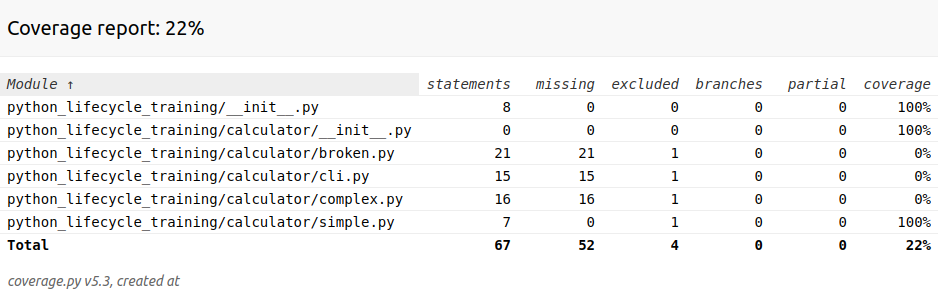 Coverage report: 22%
Module ↑ statements missing excluded branches partial coverage
python_lifecycle_training/__init__.py 8 0 0 0 0 100%
python_lifecycle_training/calculator/__init__.py 0 0 0 0 0 100%
python_lifecycle_training/calculator/broken.py 21 21 1 0 0 0%
python_lifecycle_training/calculator/cli.py 15 15 1 0 0 0%
python_lifecycle_training/calculator/complex.py 16 16 1 0 0 0%
python_lifecycle_training/calculator/simple.py 7 0 1 0 0 100%
Total 67 52 4 0 0 22%
coverage.py v5.3, created at